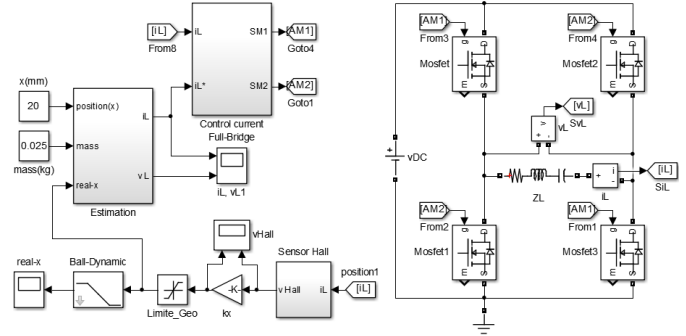 [iL]
From8
iL
iL*
SM1
SM2
Control current
Full-Bridge
[AM1]
Goto4
[AM2]
Goto1
x(mm)
20
0.025
mass(kg)
position(x)
mass
real-x
iL
vL
Estimation
iL, vL1
real-x
Ball-Dynamic
Limite_Geo
vHall
-K-
kx
Sensor Hall
v Hall
iL
position1
[iL]
[AM1]
From3
Mosfet
g
D
m
S
[AM2]
From4
Mosfet2
g
D
m
S
vDC
+
v
+ -
vL
[vL]
SvL
ZL
+
i
-
iL
[iL]
SiL
[AM2]
From2
Mosfet1
g
D
m
S
[AM1]
From1
Mosfet3
g
D
m
S